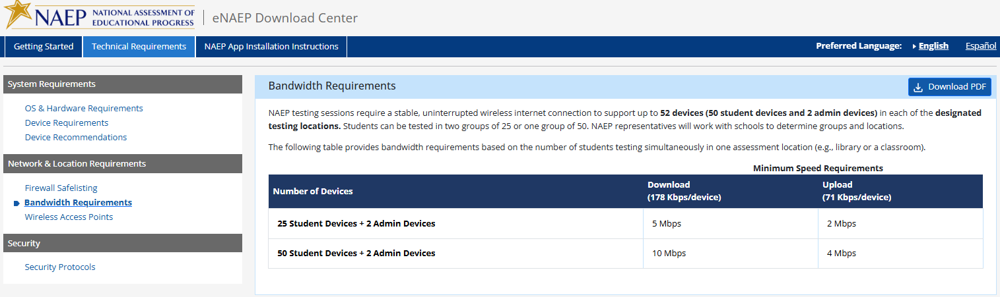 NAEP NATIONAL ASSESSMENT OF EDUCATIONAL PROGRESS
eNAEP Download Center
Getting Started
Technical Requirements
NAEP App Installation Instructions
Preferred Language: English Español
System Requirements
OS & Hardware Requirements
Device Requirements
Device Recommendations
Network & Location Requirements
Firewall Safelisting
Bandwidth Requirements
Wireless Access Points
Security
Security Protocols
Bandwidth Requirements
Download PDF
NAEP testing sessions require a stable, uninterrupted wireless internet connection to support up to 52 devices (50 student devices and 2 admin devices) in each of the designated
testing locations. Students can be tested in two groups of 25 or one group of 50. NAEP representatives will work with schools to determine groups and locations.
The following table provides bandwidth requirements based on the number of students testing simultaneously in one assessment location (e.g., library or a classroom).
Minimum Speed Requirements
Number of Devices
Download
(178 Kbps/device)
Upload
(71 Kbps/device)
25 Student Devices + 2 Admin Devices
5 Mbps
2 Mbps
50 Student Devices + 2 Admin Devices
10 Mbps
4 Mbps